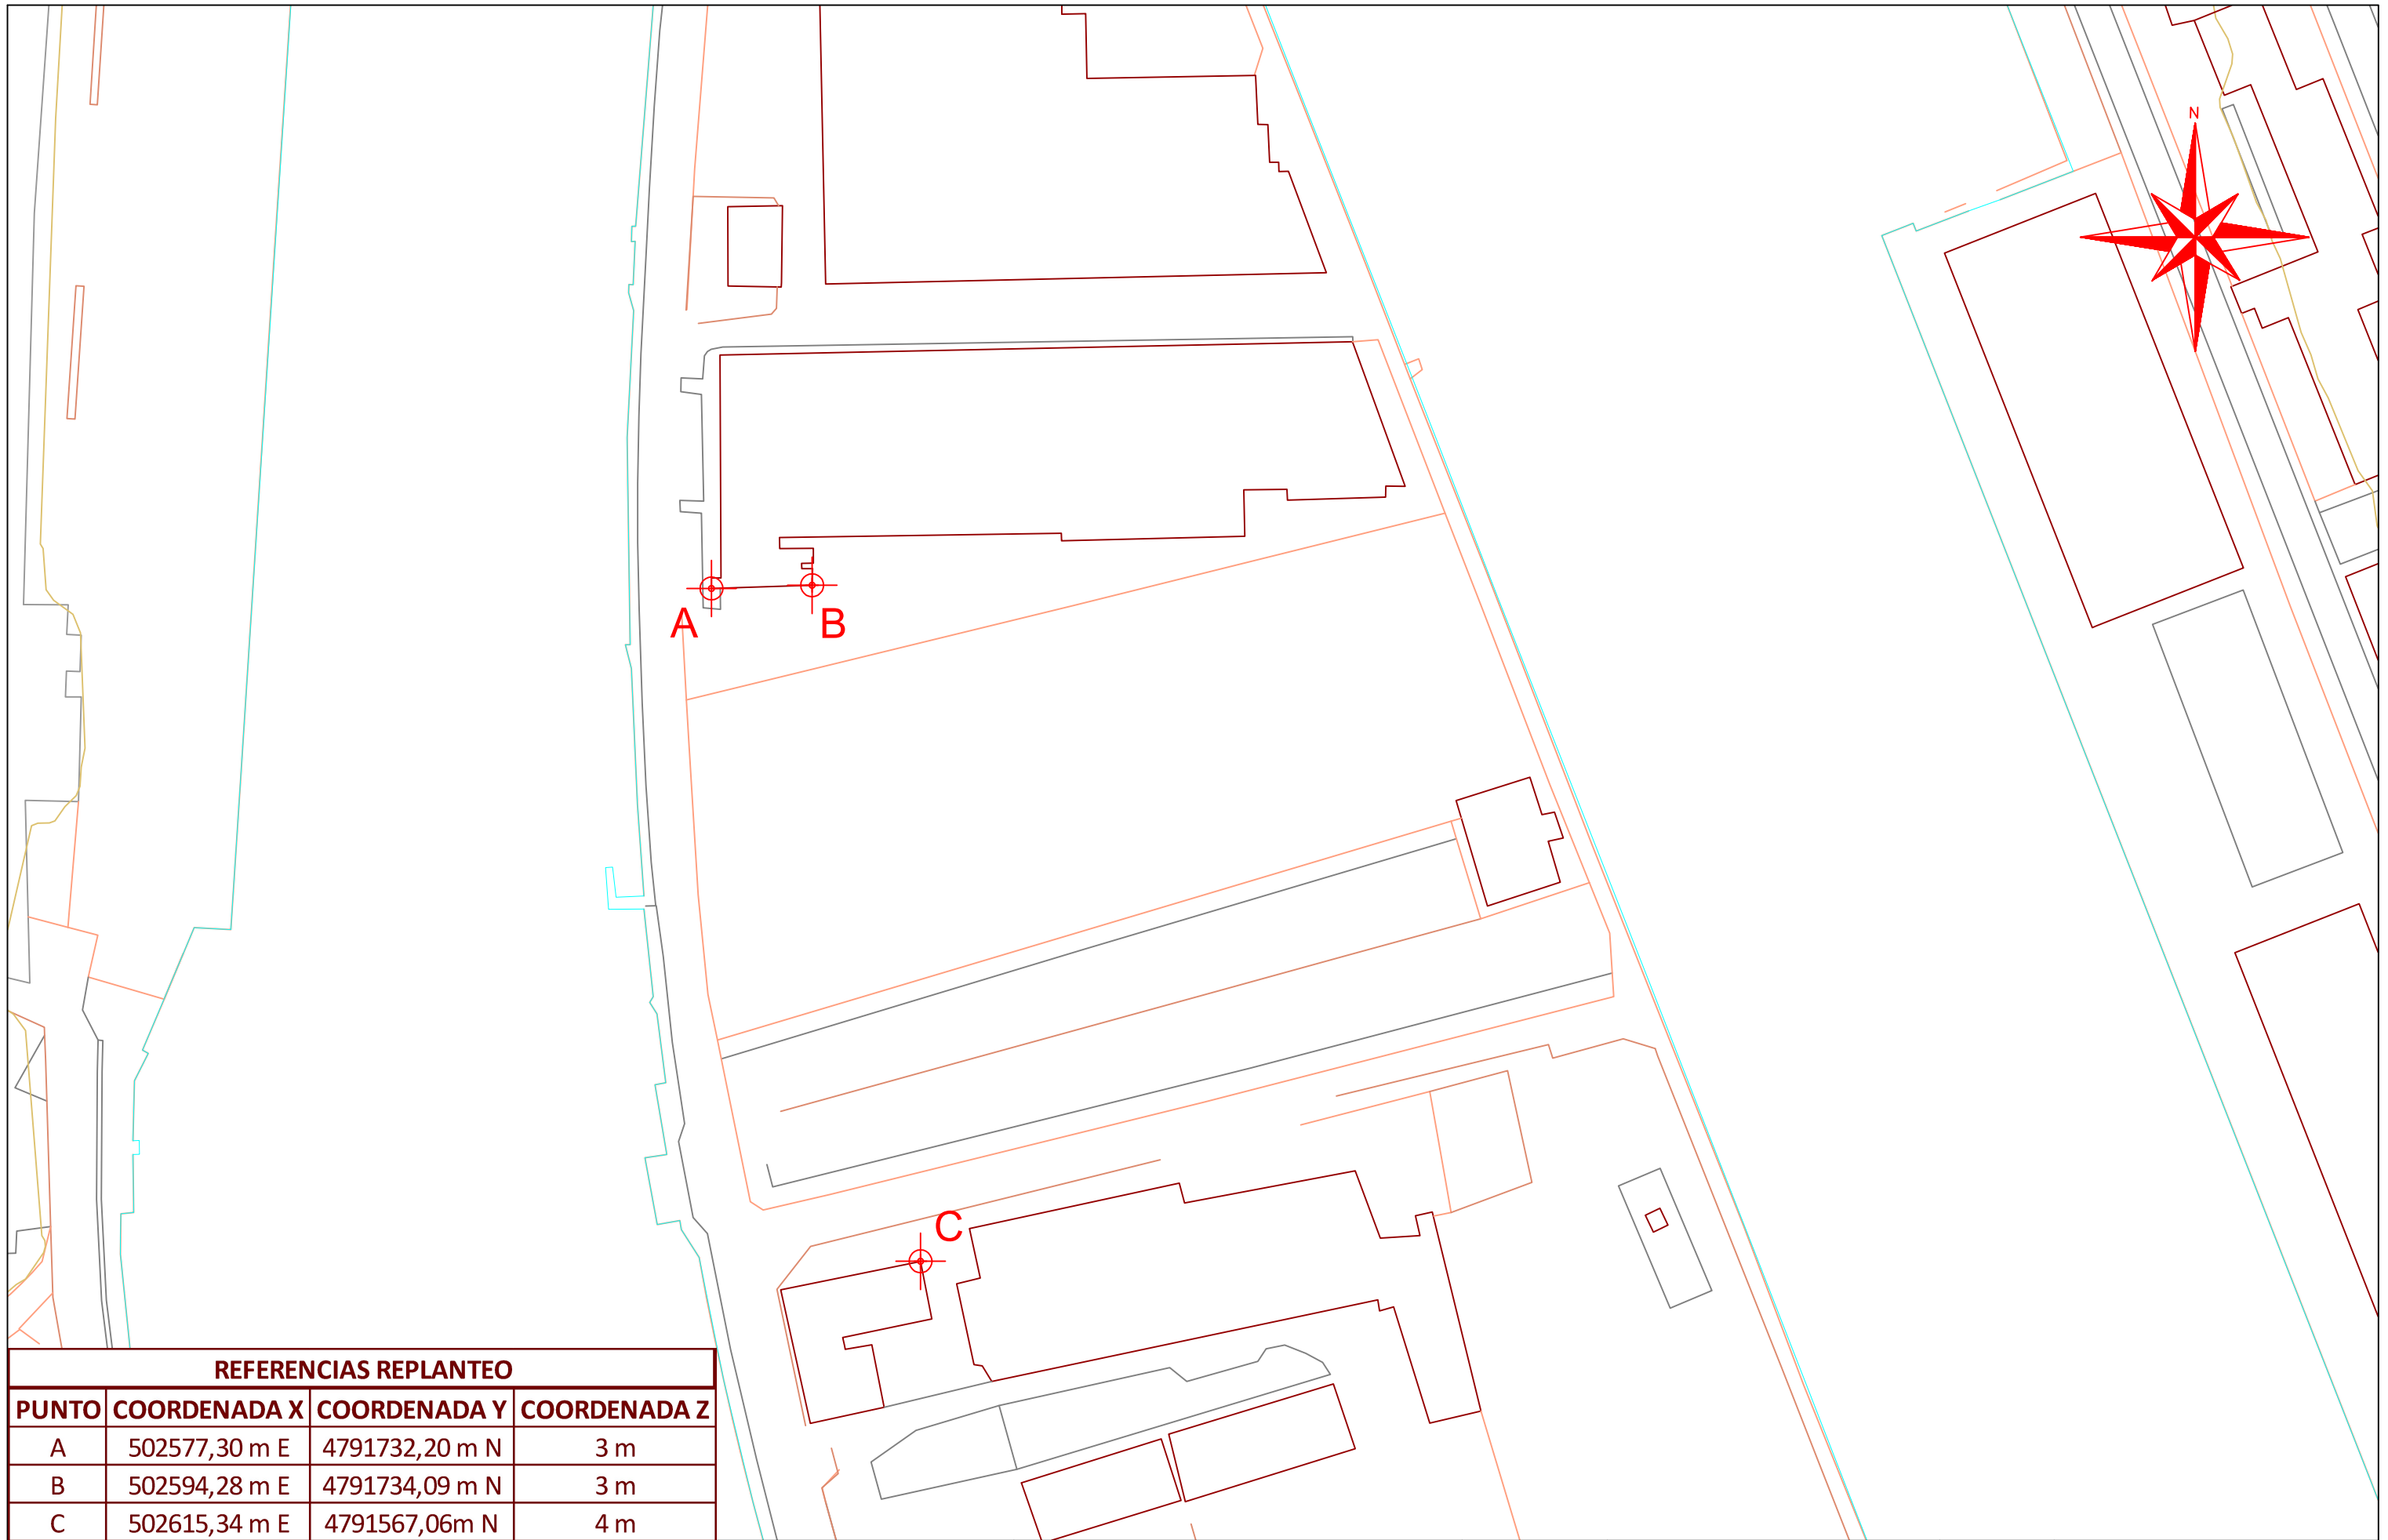 N
A
B
C
REFERENCIAS REPLANTEO
PUNTO COORDENADA X COORDENADA Y COORDENADA Z
A 502577,30 m E 4791732,20 m N 3 m
B 502594,28 m E 4791734,09 m N 3 m
C 502615,34 m E 4791567,06m N 4 m